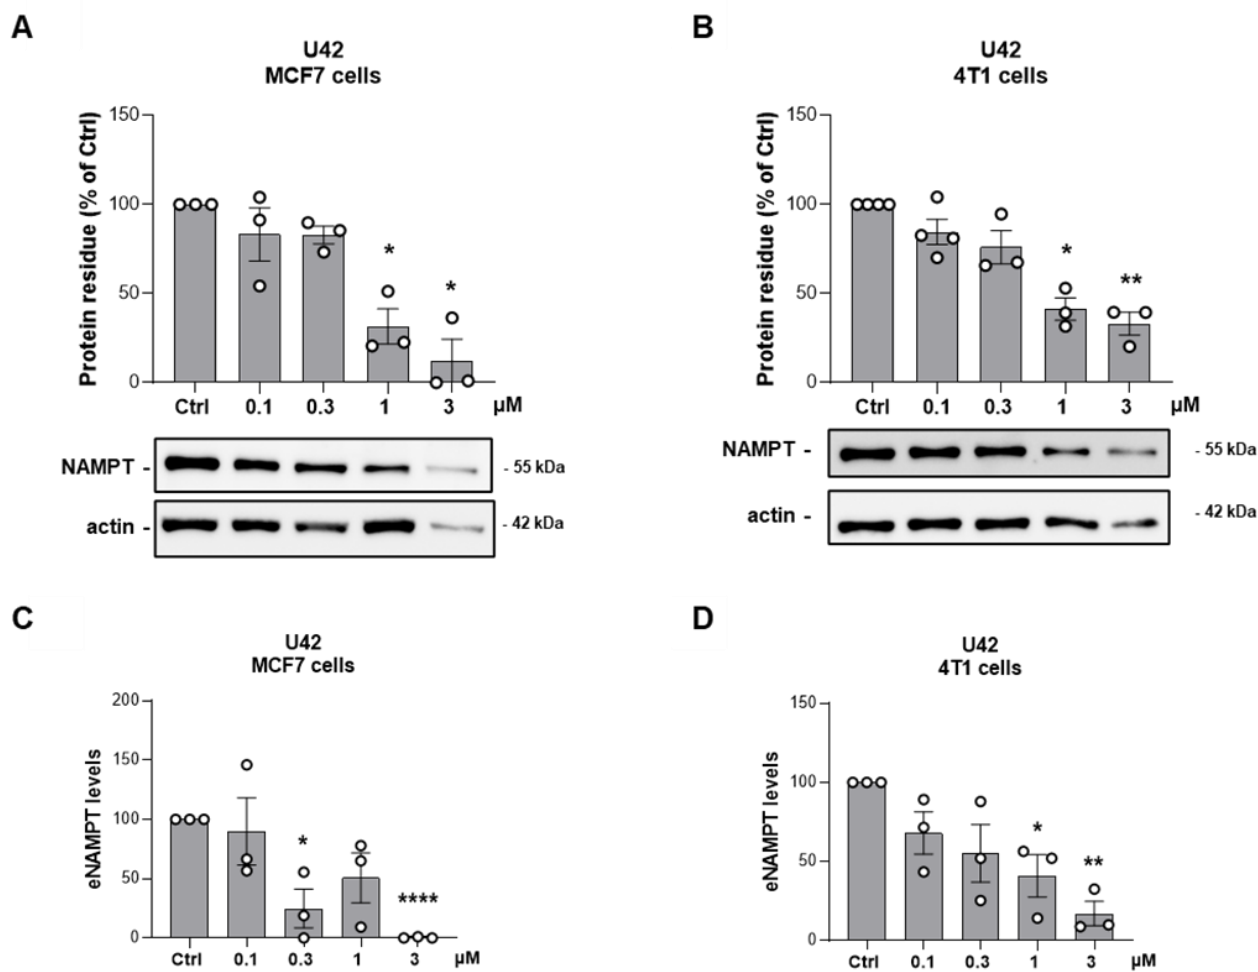 A
U42
MCF7 cells
Protein residue (% of Ctrl)
150
100
50
0
*
*
Ctrl 0.1 0.3 1 3 µM
NAMPT - - 55 kDa
actin - - 42 kDa
B
U42
4T1 cells
Protein residue (% of Ctrl)
150
100
50
0
*
**
Ctrl 0.1 0.3 1 3 µM
NAMPT - - 55 kDa
actin - - 42 kDa
C
U42
MCF7 cells
eNAMPT levels
200
150
100
50
0
*
****
Ctrl 0.1 0.3 1 3 µM
D
U42
4T1 cells
eNAMPT levels
150
100
50
0
*
**
Ctrl 0.1 0.3 1 3 µM